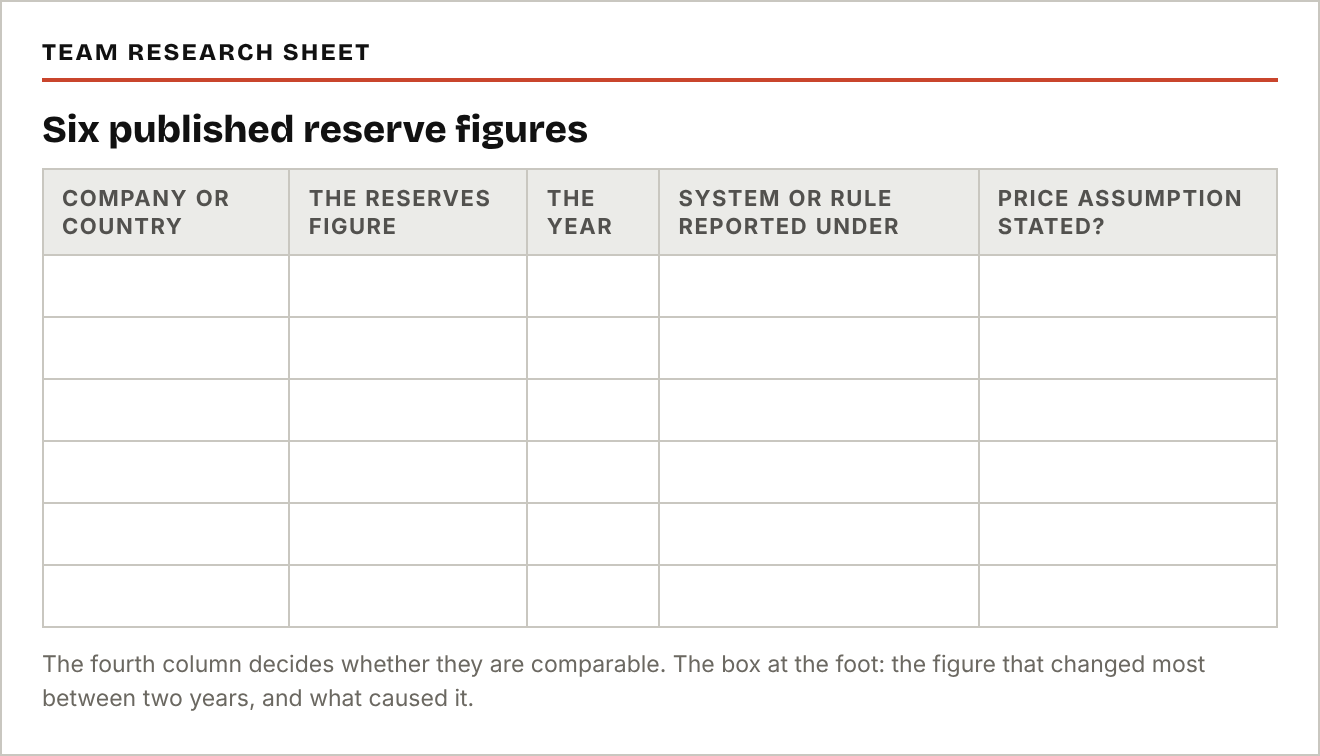 TEAM RESEARCH SHEET
Six published reserve figures
COMPANY OR COUNTRY
THE RESERVES FIGURE
THE YEAR
SYSTEM OR RULE REPORTED UNDER
PRICE ASSUMPTION STATED?
The fourth column decides whether they are comparable. The box at the foot: the figure that changed most
between two years, and what caused it.